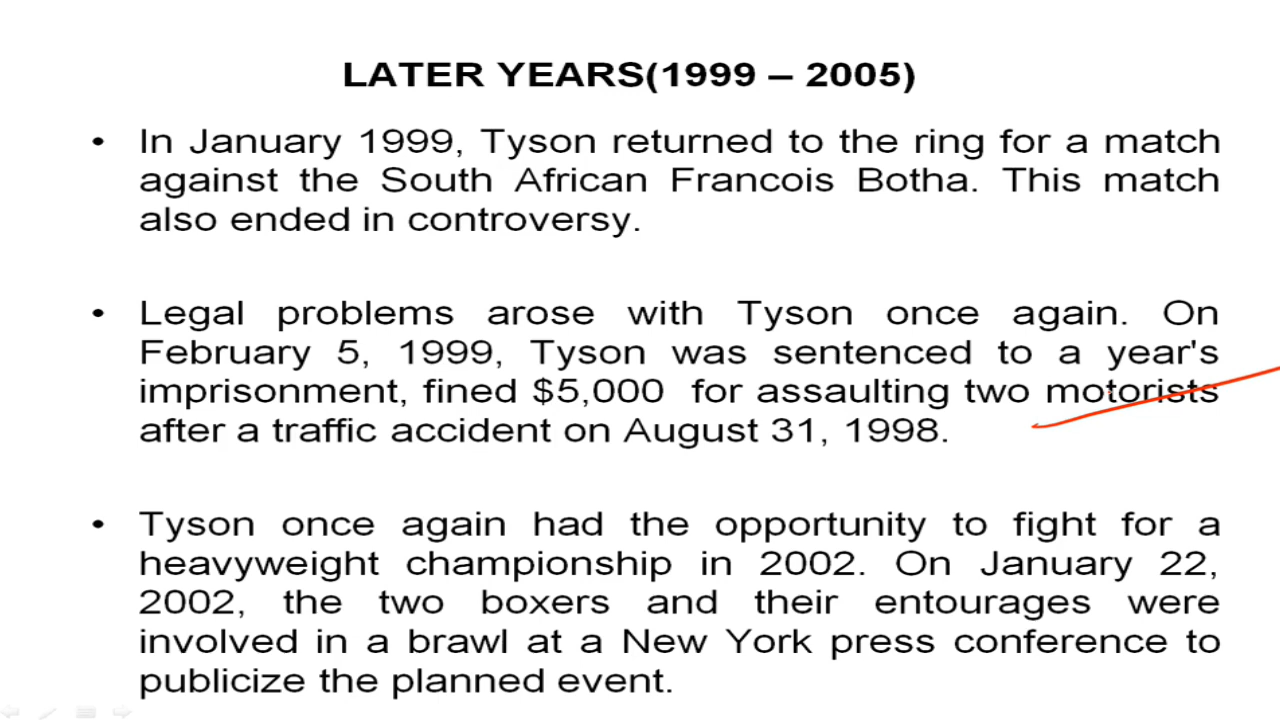 LATER YEARS(1999 – 2005)
• In January 1999, Tyson returned to the ring for a match
against the South African Francois Botha. This match
also ended in controversy.
• Legal problems arose with Tyson once again. On
February 5, 1999, Tyson was sentenced to a year's
imprisonment, fined $5,000 for assaulting two motorists
after a traffic accident on August 31, 1998.
• Tyson once again had the opportunity to fight for a
heavyweight championship in 2002. On January 22,
2002, the two boxers and their entourages were
involved in a brawl at a New York press conference to
publicize the planned event.